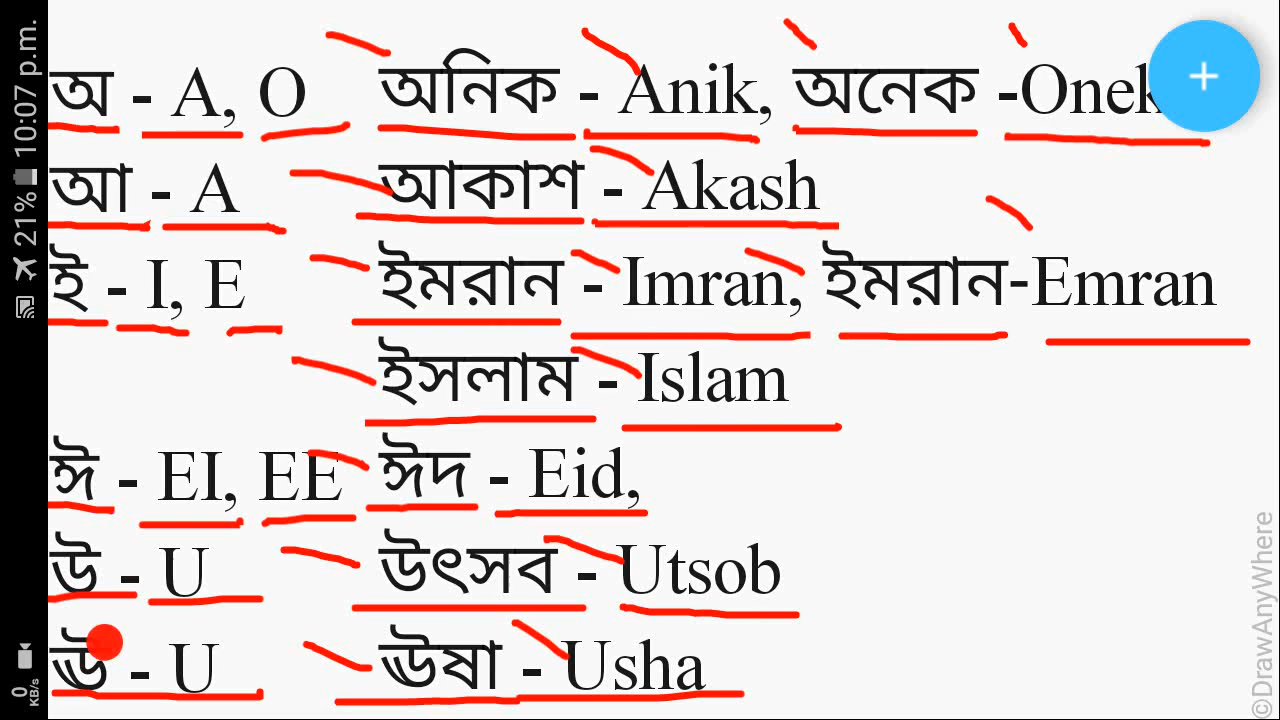 অ - A, O অনিক - Anik, অনেক -Onek
আ - A আকাশ - Akash
ই - I, E ইমরান - Imran, ইমরান-Emran
ইসলাম - Islam
ঈ - EI, EE ঈদ - Eid,
উ - U উৎসব - Utsob
ঊ - U ঊষা - Usha
0 KB/s 21% 10:07 p.m.
©DrawAnyWhere